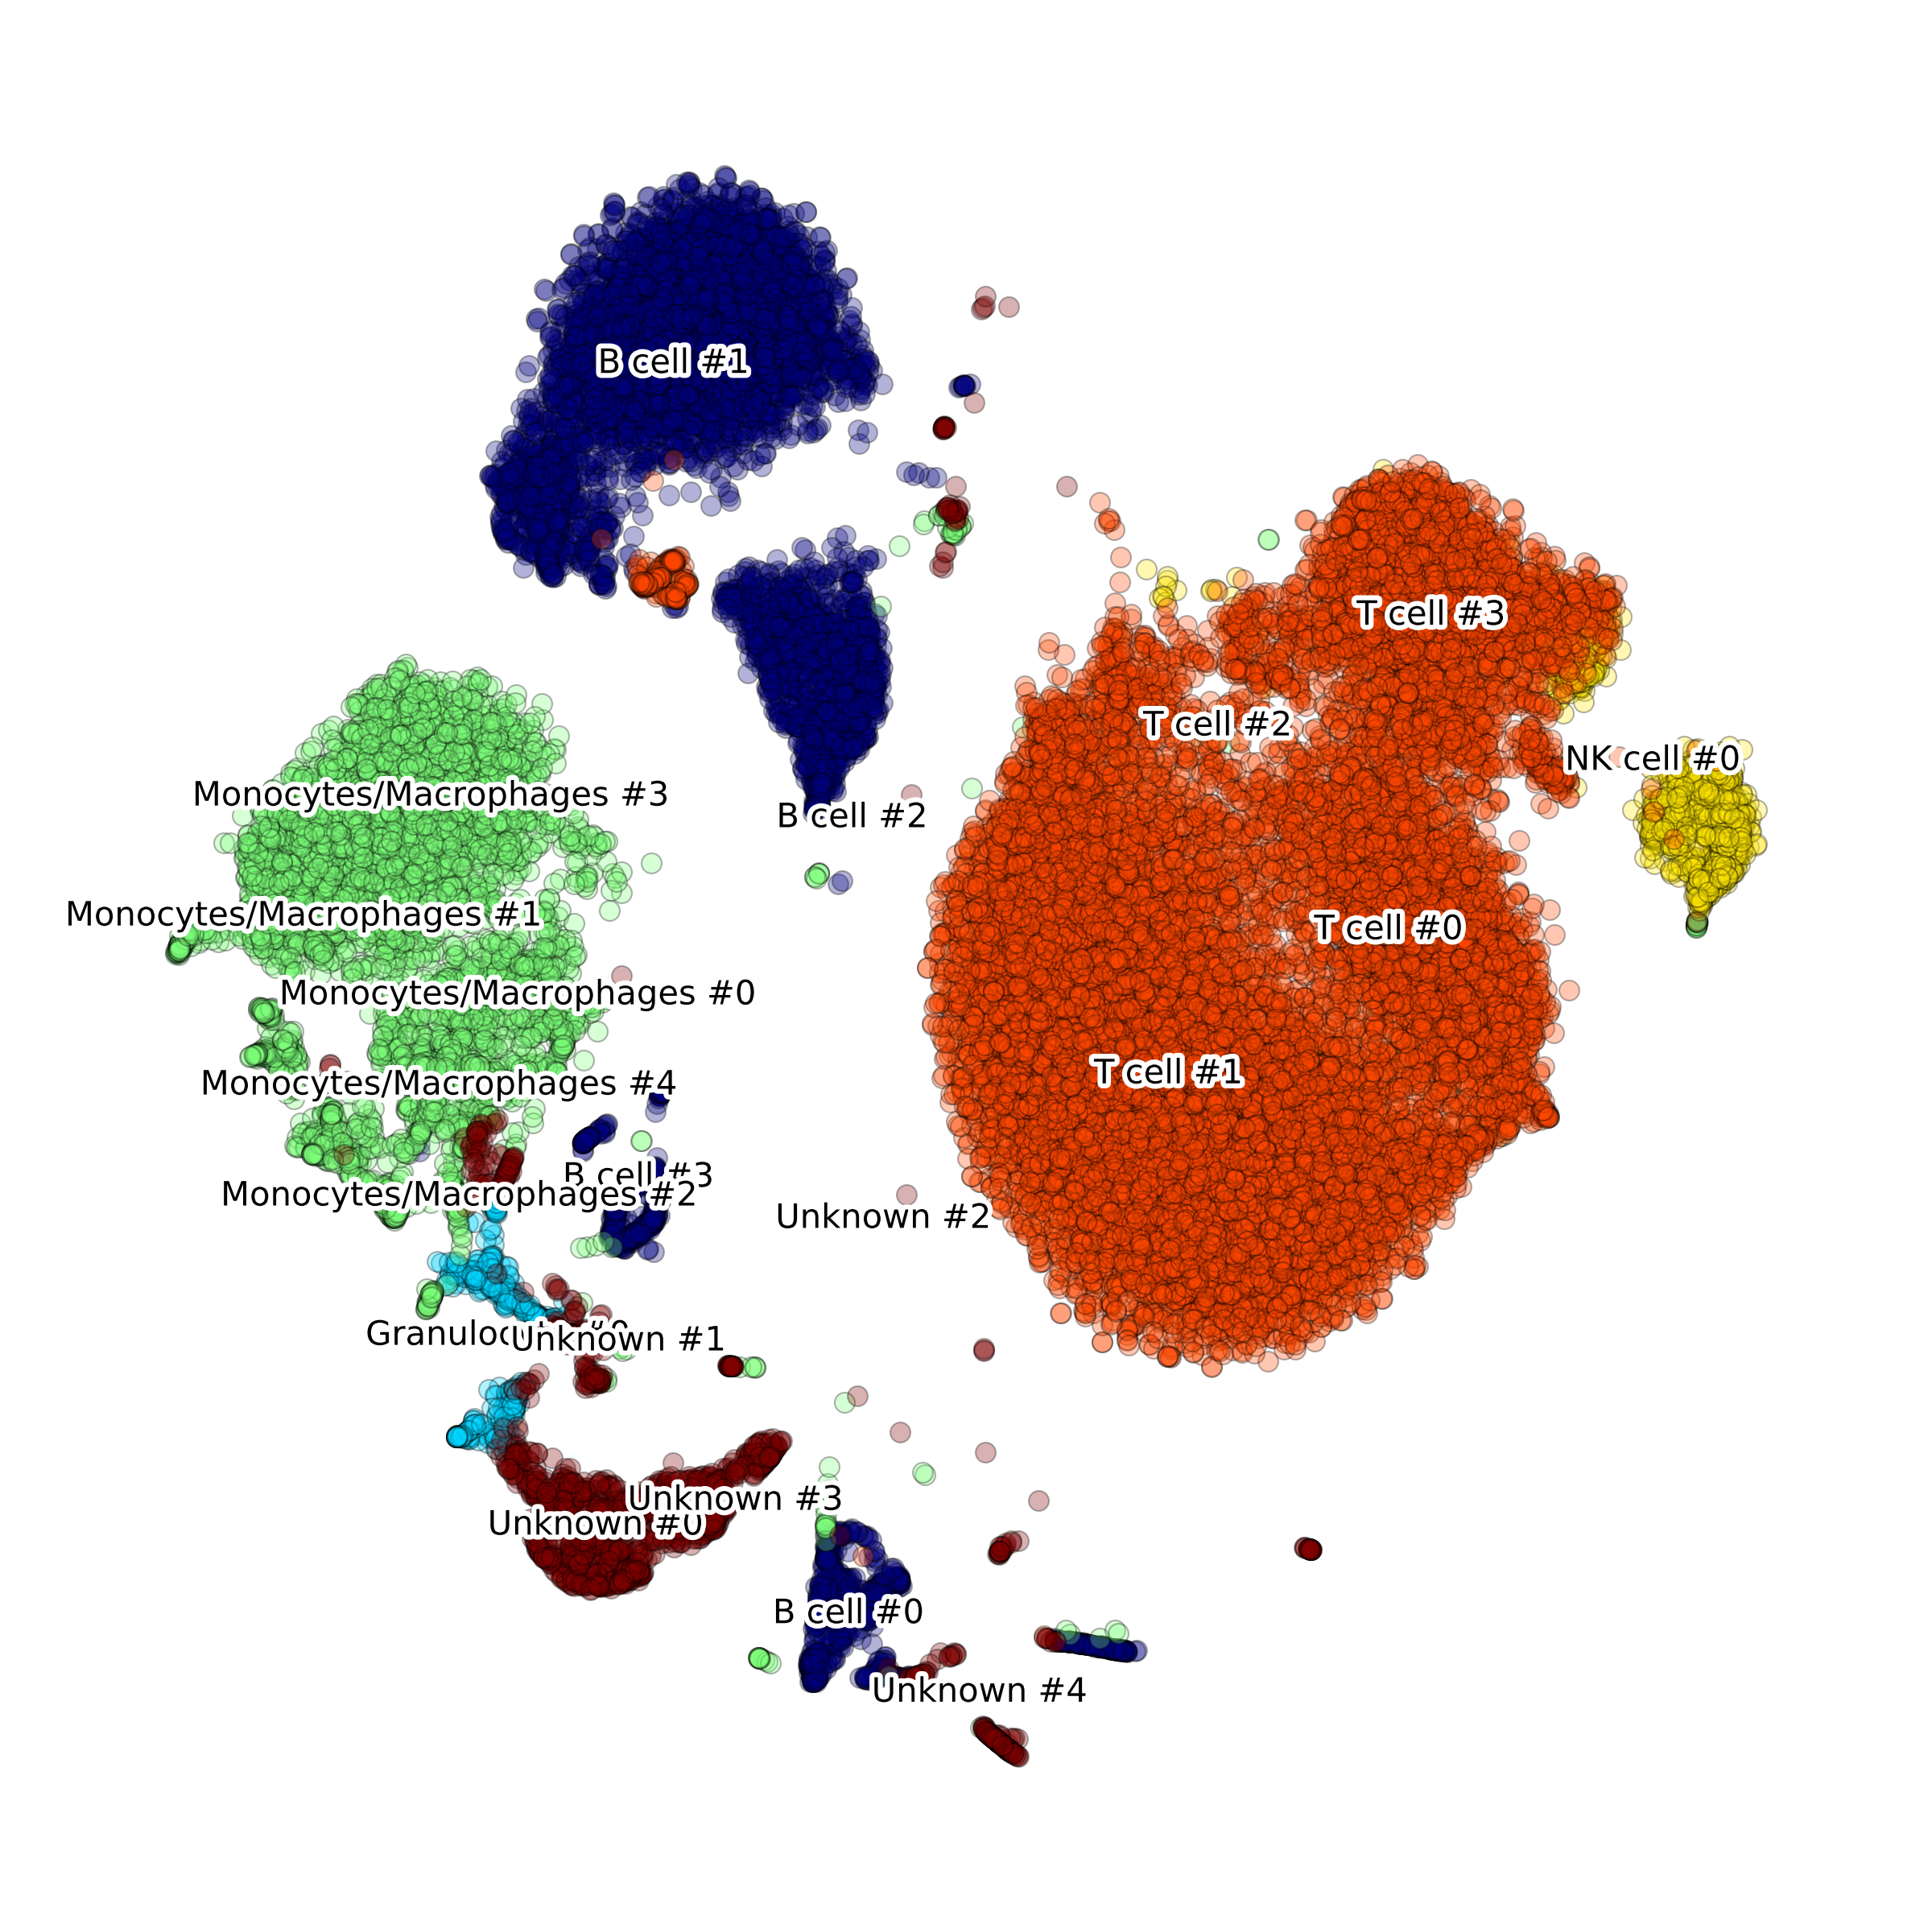 B cell #1
T cell #3
T cell #2
NK cell #0
Monocytes/Macrophages #3
B cell #2
Monocytes/Macrophages #1
T cell #0
Monocytes/Macrophages #0
T cell #1
Monocytes/Macrophages #4
B cell #3
Monocytes/Macrophages #2
Unknown #2
Unknown #1
Unknown #3
Unknown #0
B cell #0
Unknown #4